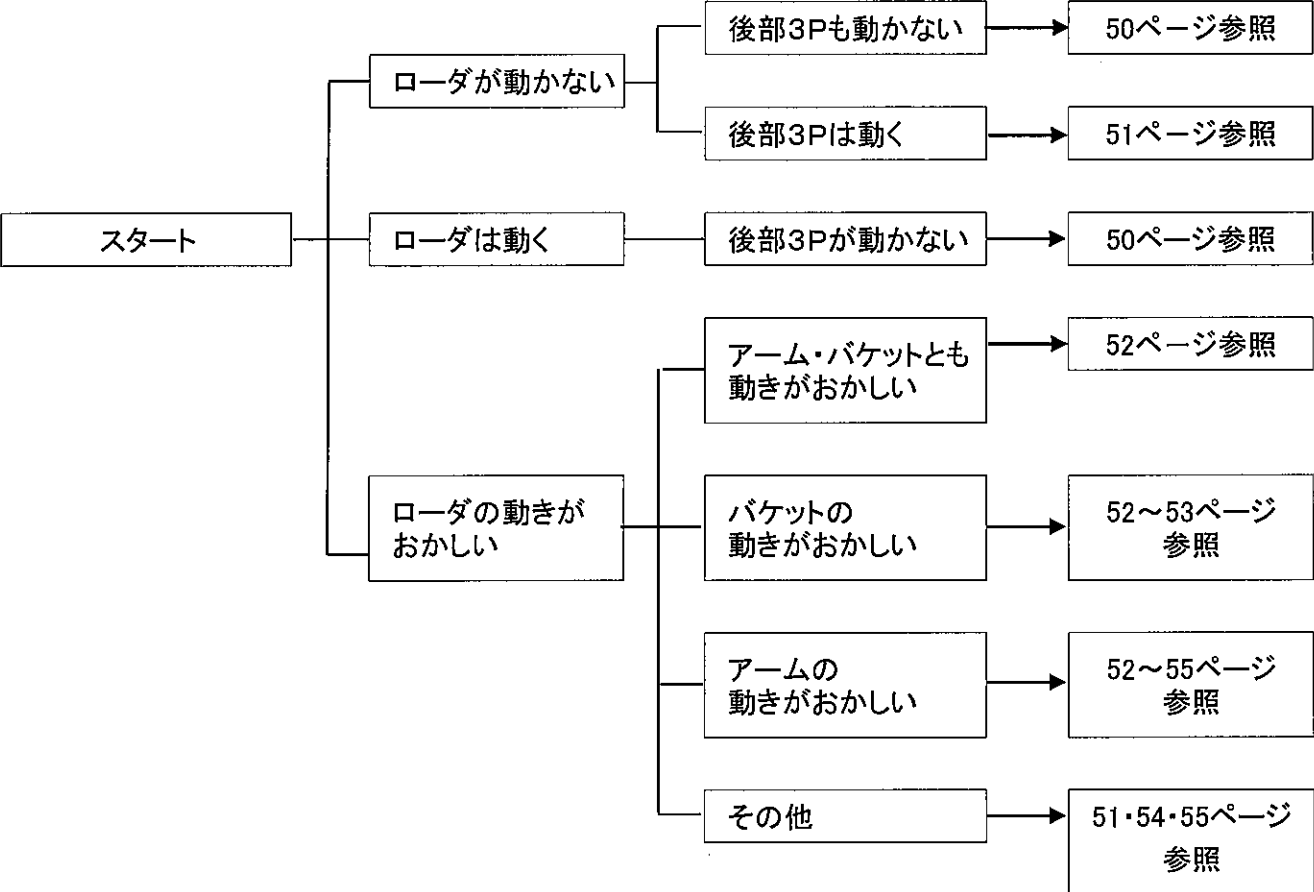 後部3Pも動かない
50ページ参照
ローダが動かない
後部3Pは動く
51ページ参照
スタート
ローダは動く
後部3Pが動かない
50ページ参照
アーム・バケットとも
動きがおかしい
52ページ参照
ローダの動きが
おかしい
バケットの
動きがおかしい
52～53ページ
参照
アームの
動きがおかしい
52～55ページ
参照
その他
51・54・55ページ
参照